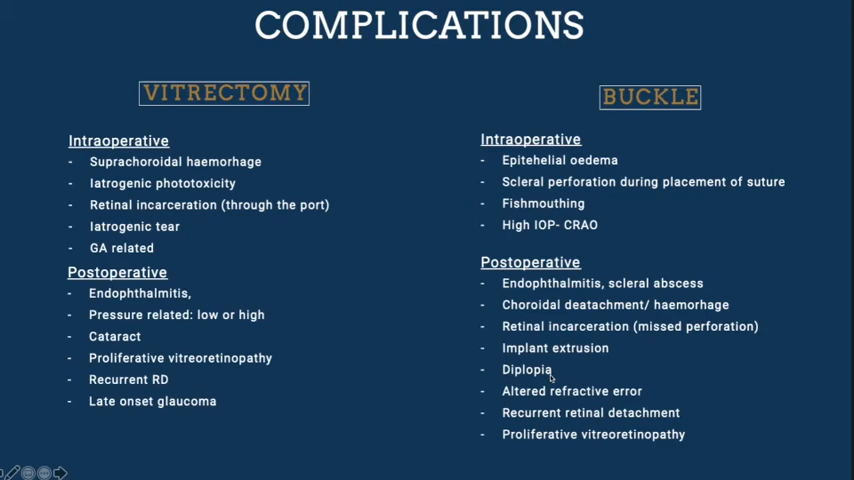 COMPLICATIONS
VITRECTOMY
Intraoperative
- Suprachoroidal haemorrhage
- Iatrogenic phototoxicity
- Retinal incarceration (through the port)
- Iatrogenic tear
- GA related
Postoperative
- Endophthalmitis,
- Pressure related: low or high
- Cataract
- Proliferative vitreoretinopathy
- Recurrent RD
- Late onset glaucoma
BUCKLE
Intraoperative
- Epitehelial oedema
- Scleral perforation during placement of suture
- Fishmouthing
- High IOP- CRAO
Postoperative
- Endophthalmitis, scleral abscess
- Choroidal deatachment/ haemorrhage
- Retinal incarceration (missed perforation)
- Implant extrusion
- Diplopia
- Altered refractive error
- Recurrent retinal detachment
- Proliferative vitreoretinopathy